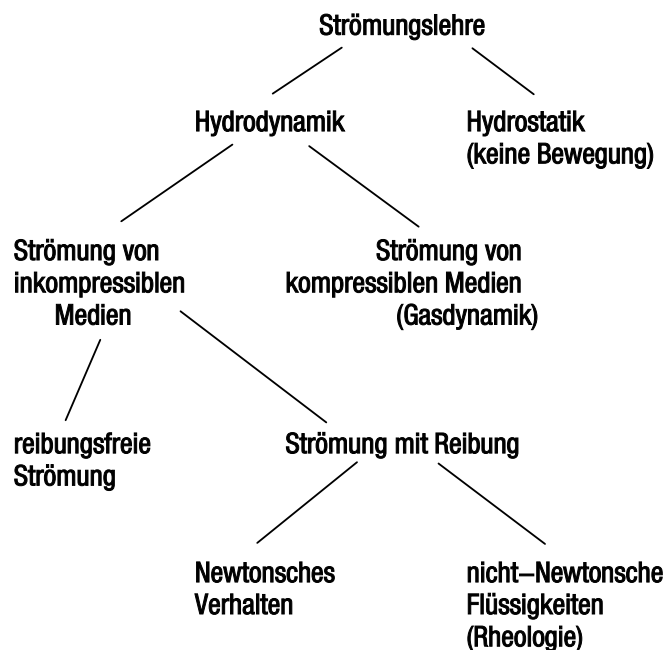 Strömungslehre
Hydrodynamik
Hydrostatik
(keine Bewegung)
Strömung von
inkompressiblen
Medien
Strömung von
kompressiblen Medien
(Gasdynamik)
reibungsfreie
Strömung
Strömung mit Reibung
Newtonsches
Verhalten
nicht–Newtonsche
Flüssigkeiten
(Rheologie)